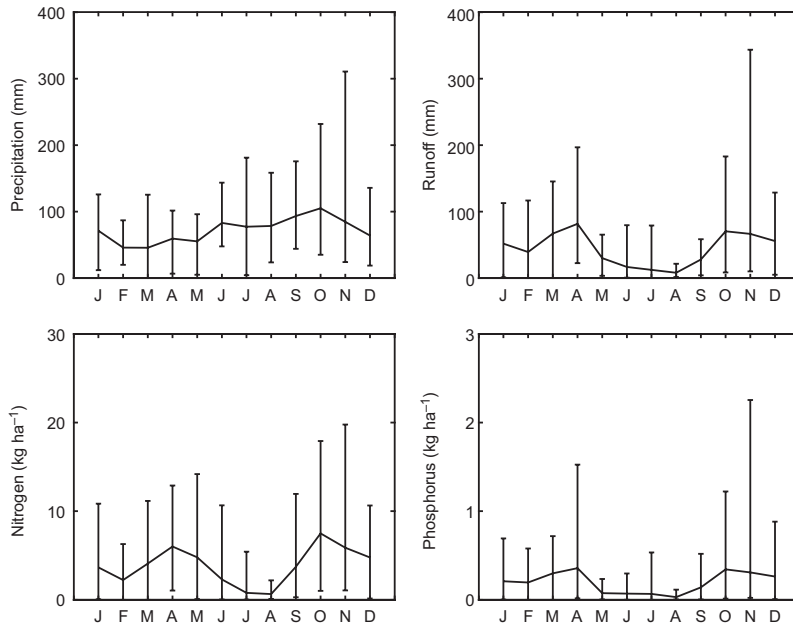 400
300
200
100
0
Precipitation (mm)
J F M A M J J A S O N D
400
300
200
100
0
Runoff (mm)
J F M A M J J A S O N D
30
20
10
0
Nitrogen (kg ha⁻¹)
J F M A M J J A S O N D
3
2
1
0
Phosphorus (kg ha⁻¹)
J F M A M J J A S O N D